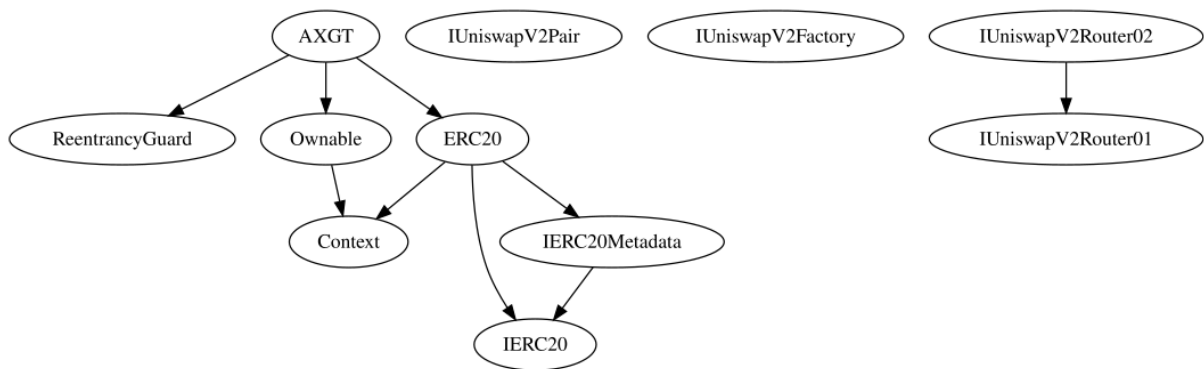 AXGT
IUniswapV2Pair
IUniswapV2Factory
IUniswapV2Router02
ReentrancyGuard
Ownable
ERC20
IUniswapV2Router01
Context
IERC20Metadata
IERC20